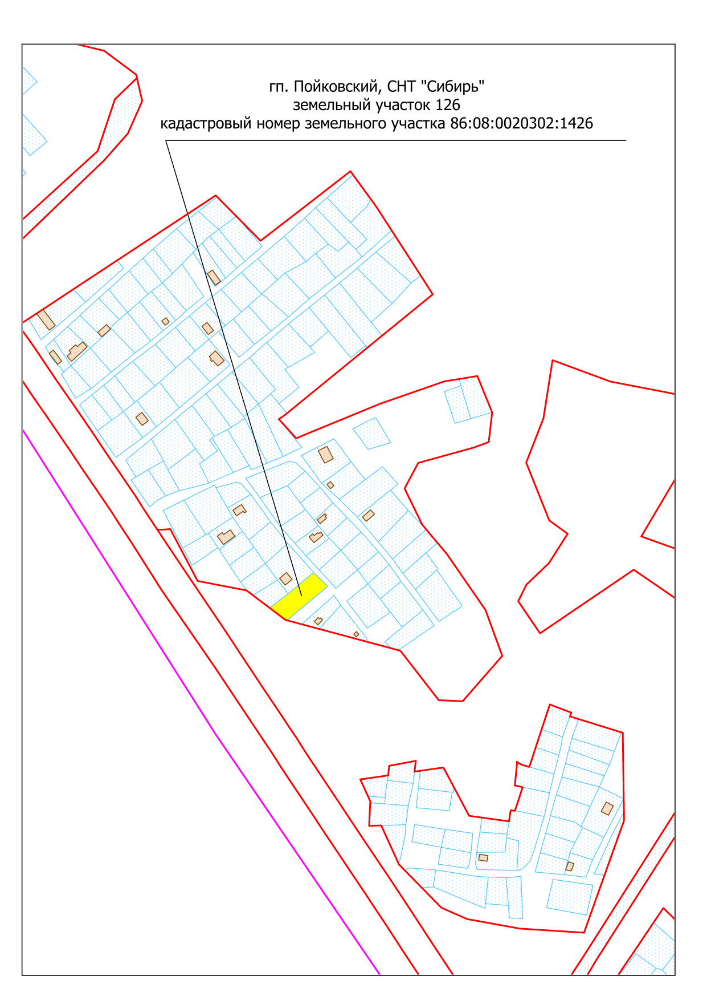 гп. Пойковский, СНТ "Сибирь"
земельный участок 126
кадастровый номер земельного участка 86:08:0020302:1426